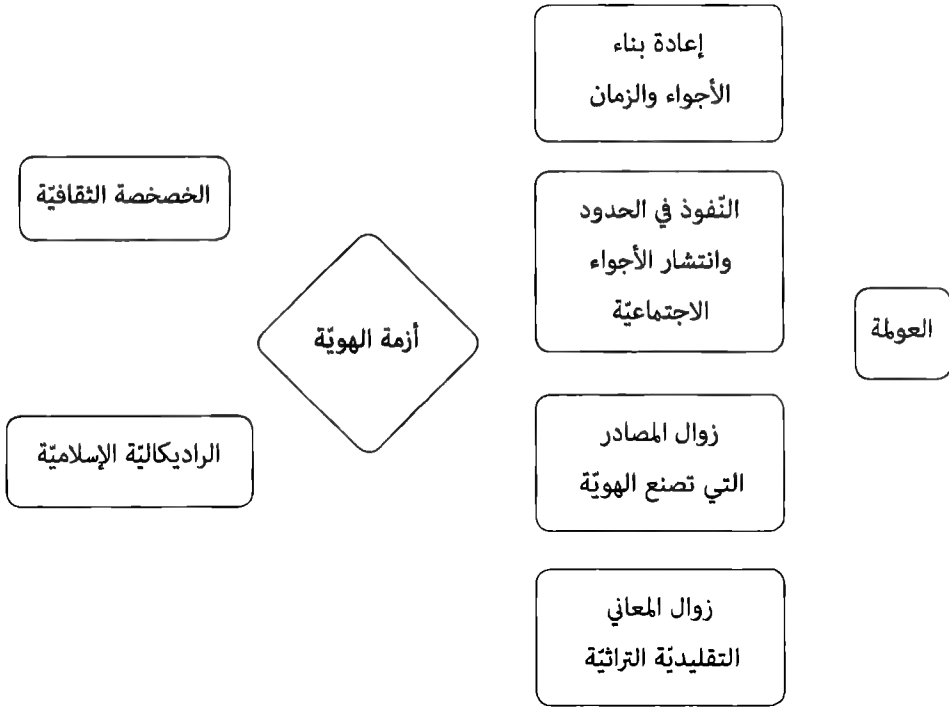 العولمة
إعادة بناء
الأجواء والزمان
النّفوذ في الحدود
وانتشار الأجواء
الاجتماعيّة
زوال المصادر
التي تصنع الهويّة
زوال المعاني
التقليديّة التراثيّة
أزمة الهويّة
الخصخصة الثقافيّة
الراديكاليّة الإسلاميّة